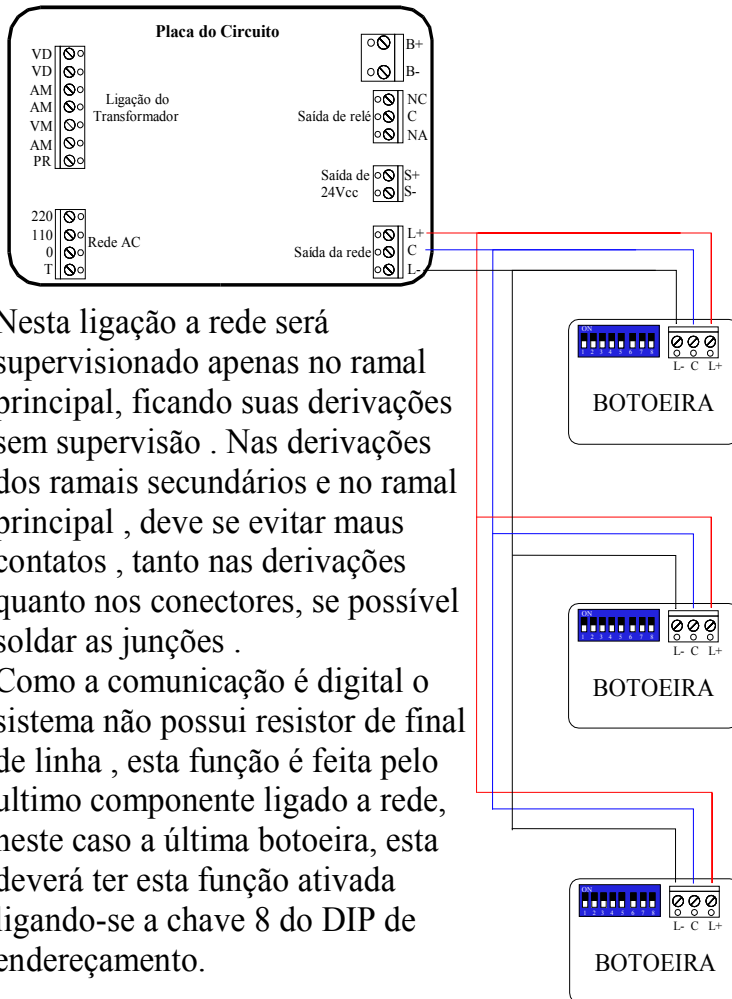 Placa do Circuito
VD
VD
AM
AM
VM
AM
PR
Ligação do
Transformador
B+
B-
Saída de relé
NC
C
NA
Saída de
24Vcc
S+
S-
220
110
0
T
Rede AC
Saída da rede
L+
C
L-
Nesta ligação a rede será
supervisionado apenas no ramal
principal, ficando suas derivações
sem supervisão . Nas derivações
dos ramais secundários e no ramal
principal , deve se evitar maus
contatos , tanto nas derivações
quanto nos conectores, se possível
soldar as junções .
Como a comunicação é digital o
sistema não possui resistor de final
de linha , esta função é feita pelo
ultimo componente ligado a rede,
neste caso a última botoeira, esta
deverá ter esta função ativada
ligando-se a chave 8 do DIP de
endereçamento.
ON
1 2 3 4 5 6 7 8
L- C L+
BOTOEIRA
ON
1 2 3 4 5 6 7 8
L- C L+
BOTOEIRA
ON
1 2 3 4 5 6 7 8
L- C L+
BOTOEIRA